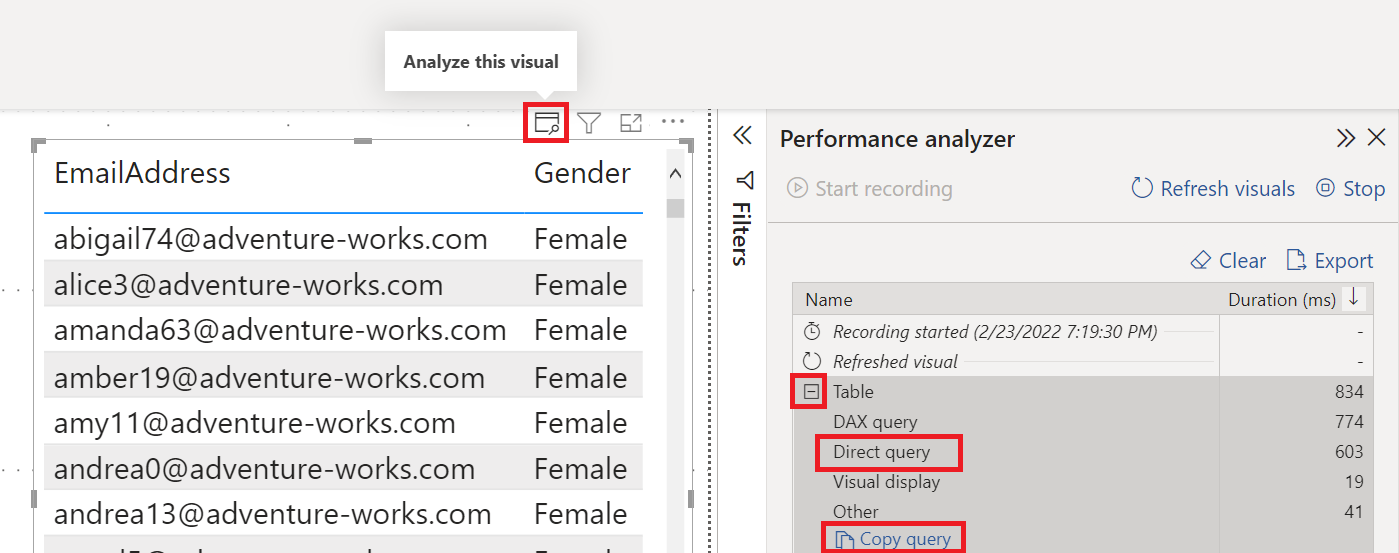 Analyze this visual
EmailAddress Gender
abigail74@adventure-works.com Female
alice3@adventure-works.com Female
amanda63@adventure-works.com Female
amber19@adventure-works.com Female
amy11@adventure-works.com Female
andrea0@adventure-works.com Female
andrea13@adventure-works.com Female
Filters
Performance analyzer
Start recording
Refresh visuals
Stop
Clear
Export
Name Duration (ms)
Recording started (2/23/2022 7:19:30 PM) -
Refreshed visual -
Table 834
DAX query 774
Direct query 603
Visual display 19
Other 41
Copy query